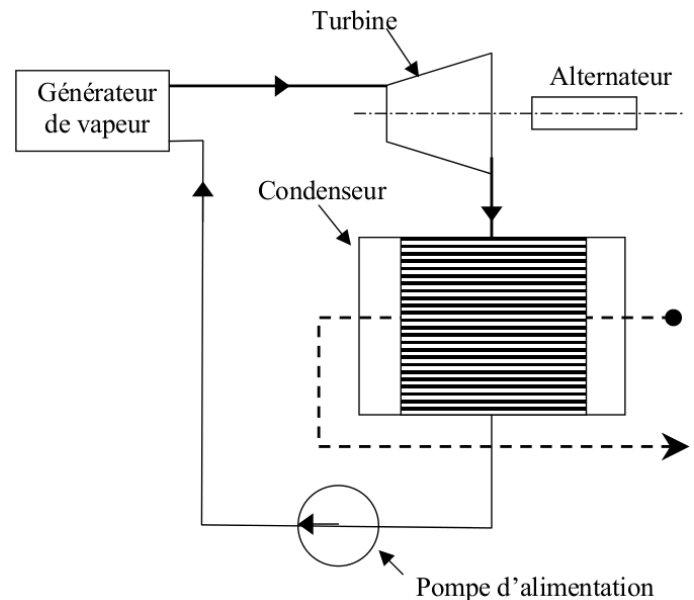 Turbine
Alternateur
Générateur
de vapeur
Condenseur
Pompe d’alimentation